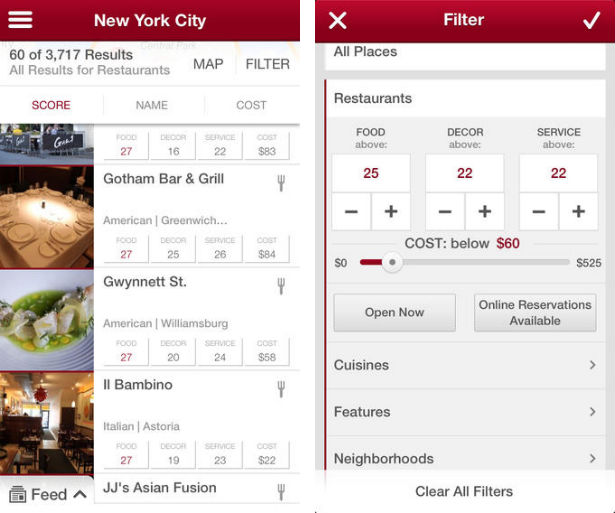 New York City
60 of 3,717 Results
All Results for Restaurants
MAP
FILTER
Central Park
SCORE
NAME
COST
FOOD DECOR SERVICE COST
27 16 22 $83
Gotham Bar & Grill
American | Greenwich...
FOOD DECOR SERVICE COST
27 25 26 $84
Gwynnett St.
American | Williamsburg
FOOD DECOR SERVICE COST
27 20 24 $58
Il Bambino
Italian | Astoria
FOOD DECOR SERVICE COST
27 19 23 $22
JJ's Asian Fusion
Feed
Filter
All Places
Restaurants
FOOD DECOR SERVICE
above: above: above:
25 22 22
− + − + − +
COST: below $60
$0 $525
Open Now
Online Reservations
Available
Cuisines
Features
Neighborhoods
Clear All Filters